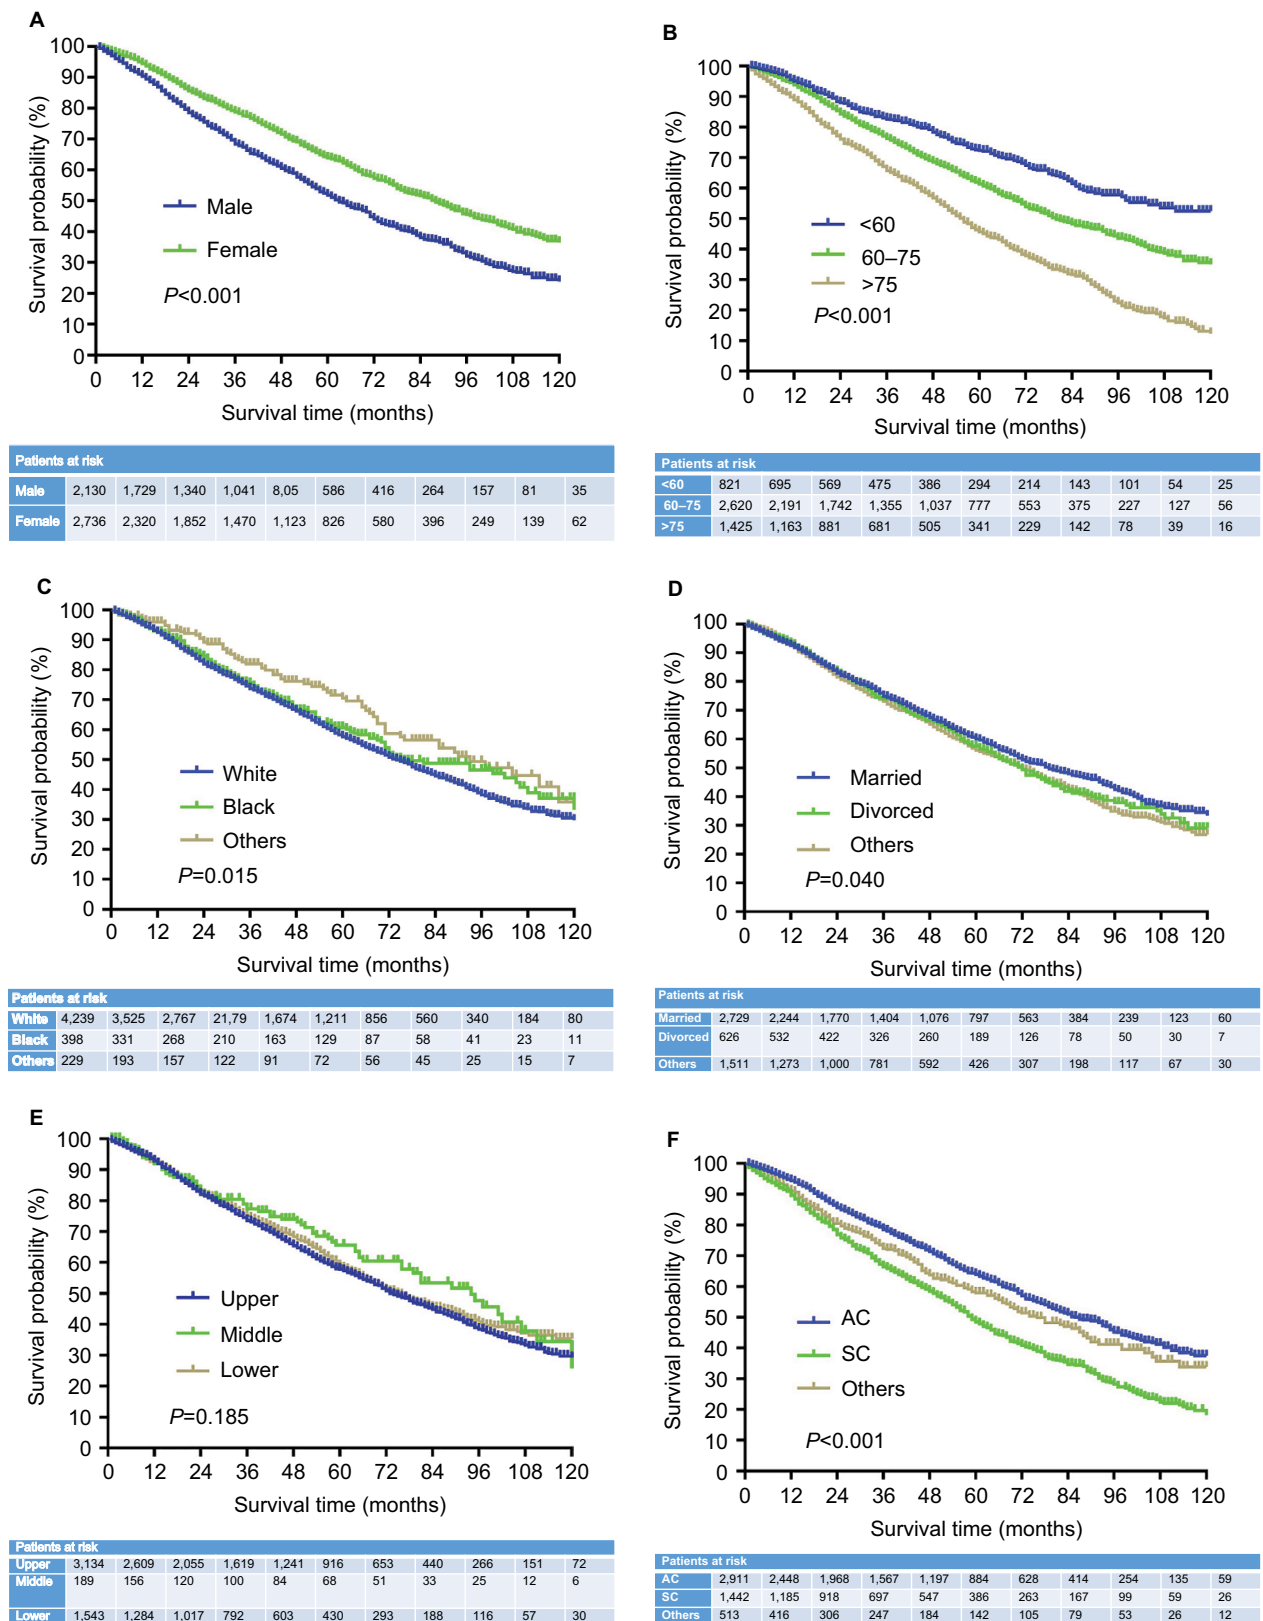 A
Survival probability (%)
100
90
80
70
60
50
40
30
20
10
0
Male
Female
P<0.001
0 12 24 36 48 60 72 84 96 108 120
Survival time (months)
Patients at risk
Male 2,130 1,729 1,340 1,041 8,05 586 416 264 157 81 35
Female 2,736 2,320 1,852 1,470 1,123 826 580 396 249 139 62
B
Survival probability (%)
100
90
80
70
60
50
40
30
20
10
0
<60
60–75
>75
P<0.001
0 12 24 36 48 60 72 84 96 108 120
Survival time (months)
Patients at risk
<60 821 695 569 475 386 294 214 143 101 54 25
60–75 2,620 2,191 1,742 1,355 1,037 777 553 375 227 127 56
>75 1,425 1,163 881 681 505 341 229 142 78 39 16
C
Survival probability (%)
100
90
80
70
60
50
40
30
20
10
0
White
Black
Others
P=0.015
0 12 24 36 48 60 72 84 96 108 120
Survival time (months)
Patients at risk
White 4,239 3,525 2,767 21,79 1,674 1,211 856 560 340 184 80
Black 398 331 268 210 163 129 87 58 41 23 11
Others 229 193 157 122 91 72 56 45 25 15 7
D
Survival probability (%)
100
90
80
70
60
50
40
30
20
10
0
Married
Divorced
Others
P=0.040
0 12 24 36 48 60 72 84 96 108 120
Survival time (months)
Patients at risk
Married 2,729 2,244 1,770 1,404 1,076 797 563 384 239 123 60
Divorced 626 532 422 326 260 189 126 78 50 30 7
Others 1,511 1,273 1,000 781 592 426 307 198 117 67 30
E
Survival probability (%)
100
90
80
70
60
50
40
30
20
10
0
Upper
Middle
Lower
P=0.185
0 12 24 36 48 60 72 84 96 108 120
Survival time (months)
Patients at risk
Upper 3,134 2,609 2,055 1,619 1,241 916 653 440 266 151 72
Middle 189 156 120 100 84 68 51 33 25 12 6
Lower 1,543 1,284 1,017 792 603 430 293 188 116 57 30
F
Survival probability (%)
100
90
80
70
60
50
40
30
20
10
0
AC
SC
Others
P<0.001
0 12 24 36 48 60 72 84 96 108 120
Survival time (months)
Patients at risk
AC 2,911 2,448 1,968 1,567 1,197 884 628 414 254 135 59
SC 1,442 1,185 918 697 547 386 263 167 99 59 26
Others 513 416 306 247 184 142 105 79 53 26 12